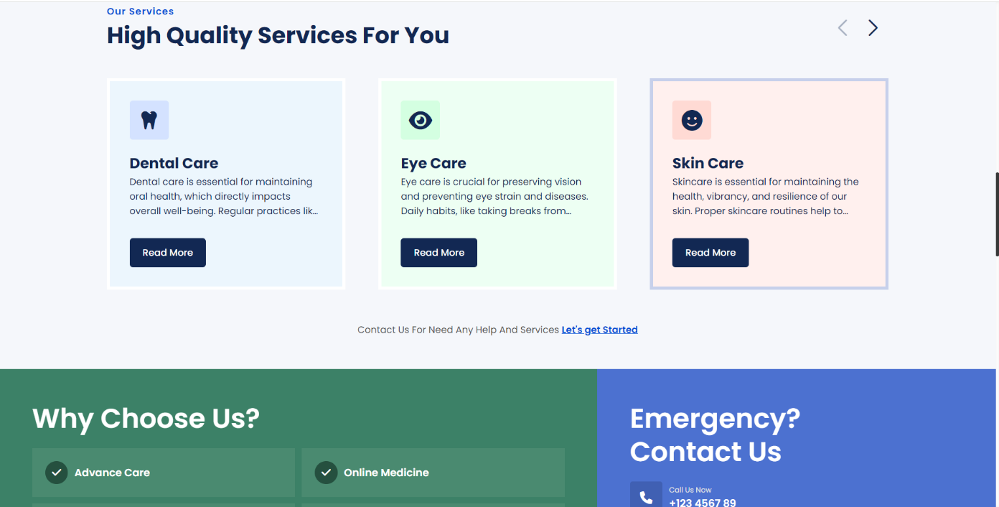 Our Services
High Quality Services For You
Dental Care
Dental care is essential for maintaining
oral health, which directly impacts
overall well-being. Regular practices lik...
Read More
Eye Care
Eye care is crucial for preserving vision
and preventing eye strain and diseases.
Daily habits, like taking breaks from...
Read More
Skin Care
Skincare is essential for maintaining the
health, vibrancy, and resilience of our
skin. Proper skincare routines help to...
Read More
Contact Us For Need Any Help And Services Let's get Started
Why Choose Us?
Advance Care
Online Medicine
Emergency?
Contact Us
Call Us Now
+123 4567 89